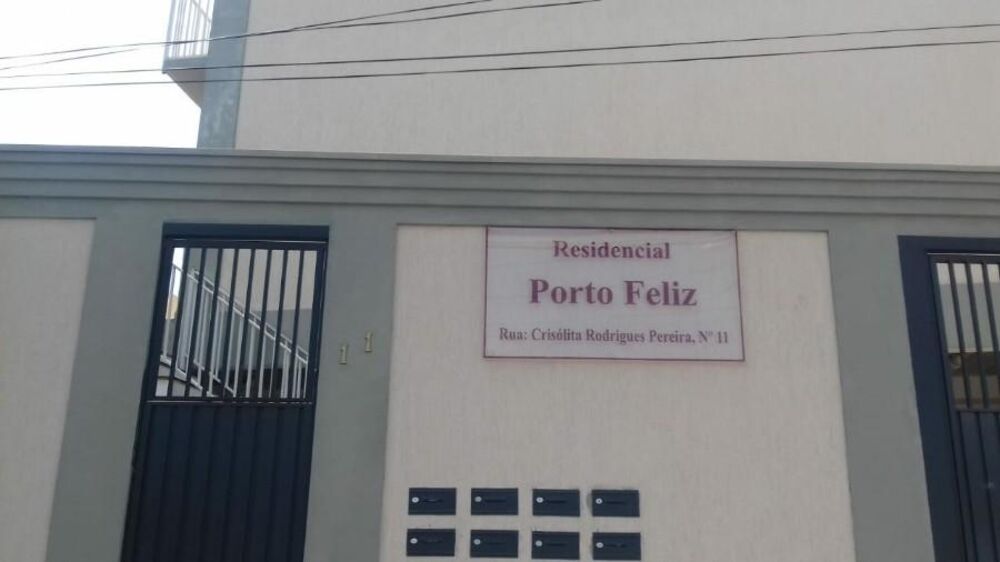 Residencial
Porto Feliz
Rua: Crisólita Rodrigues Pereira, Nº 11
11